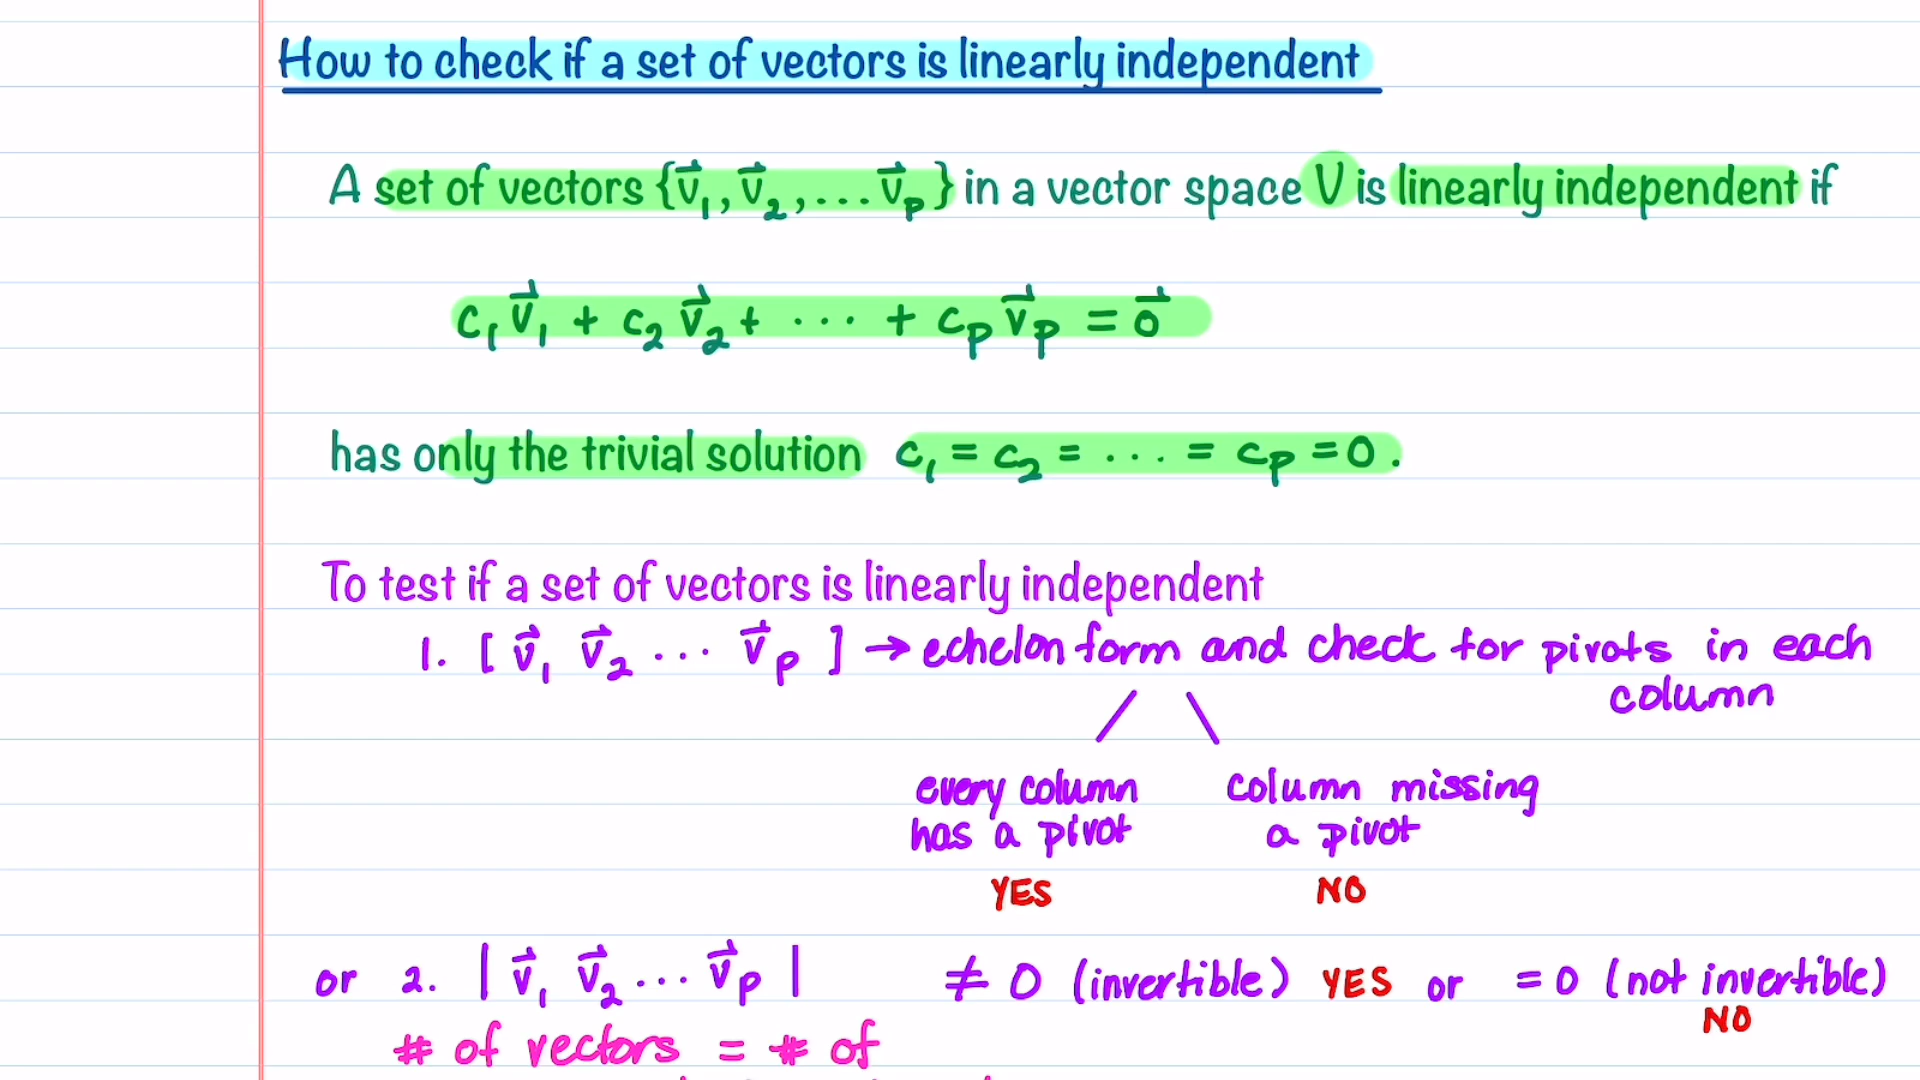 How to check if a set of vectors is linearly independent
A set of vectors {v⃗₁, v⃗₂, ... v⃗ₚ} in a vector space V is linearly independent if
c₁v⃗₁ + c₂v⃗₂ + ... + cₚv⃗ₚ = 0⃗
has only the trivial solution c₁ = c₂ = ... = cₚ = 0.
To test if a set of vectors is linearly independent
1. [v⃗₁ v⃗₂ ... v⃗ₚ] → echelon form and check for pivots in each
column
every column column missing
has a pivot a pivot
YES NO
or 2. |v⃗₁ v⃗₂ ... v⃗ₚ| ≠ 0 (invertible) YES or = 0 (not invertible)
NO
# of vectors = # of